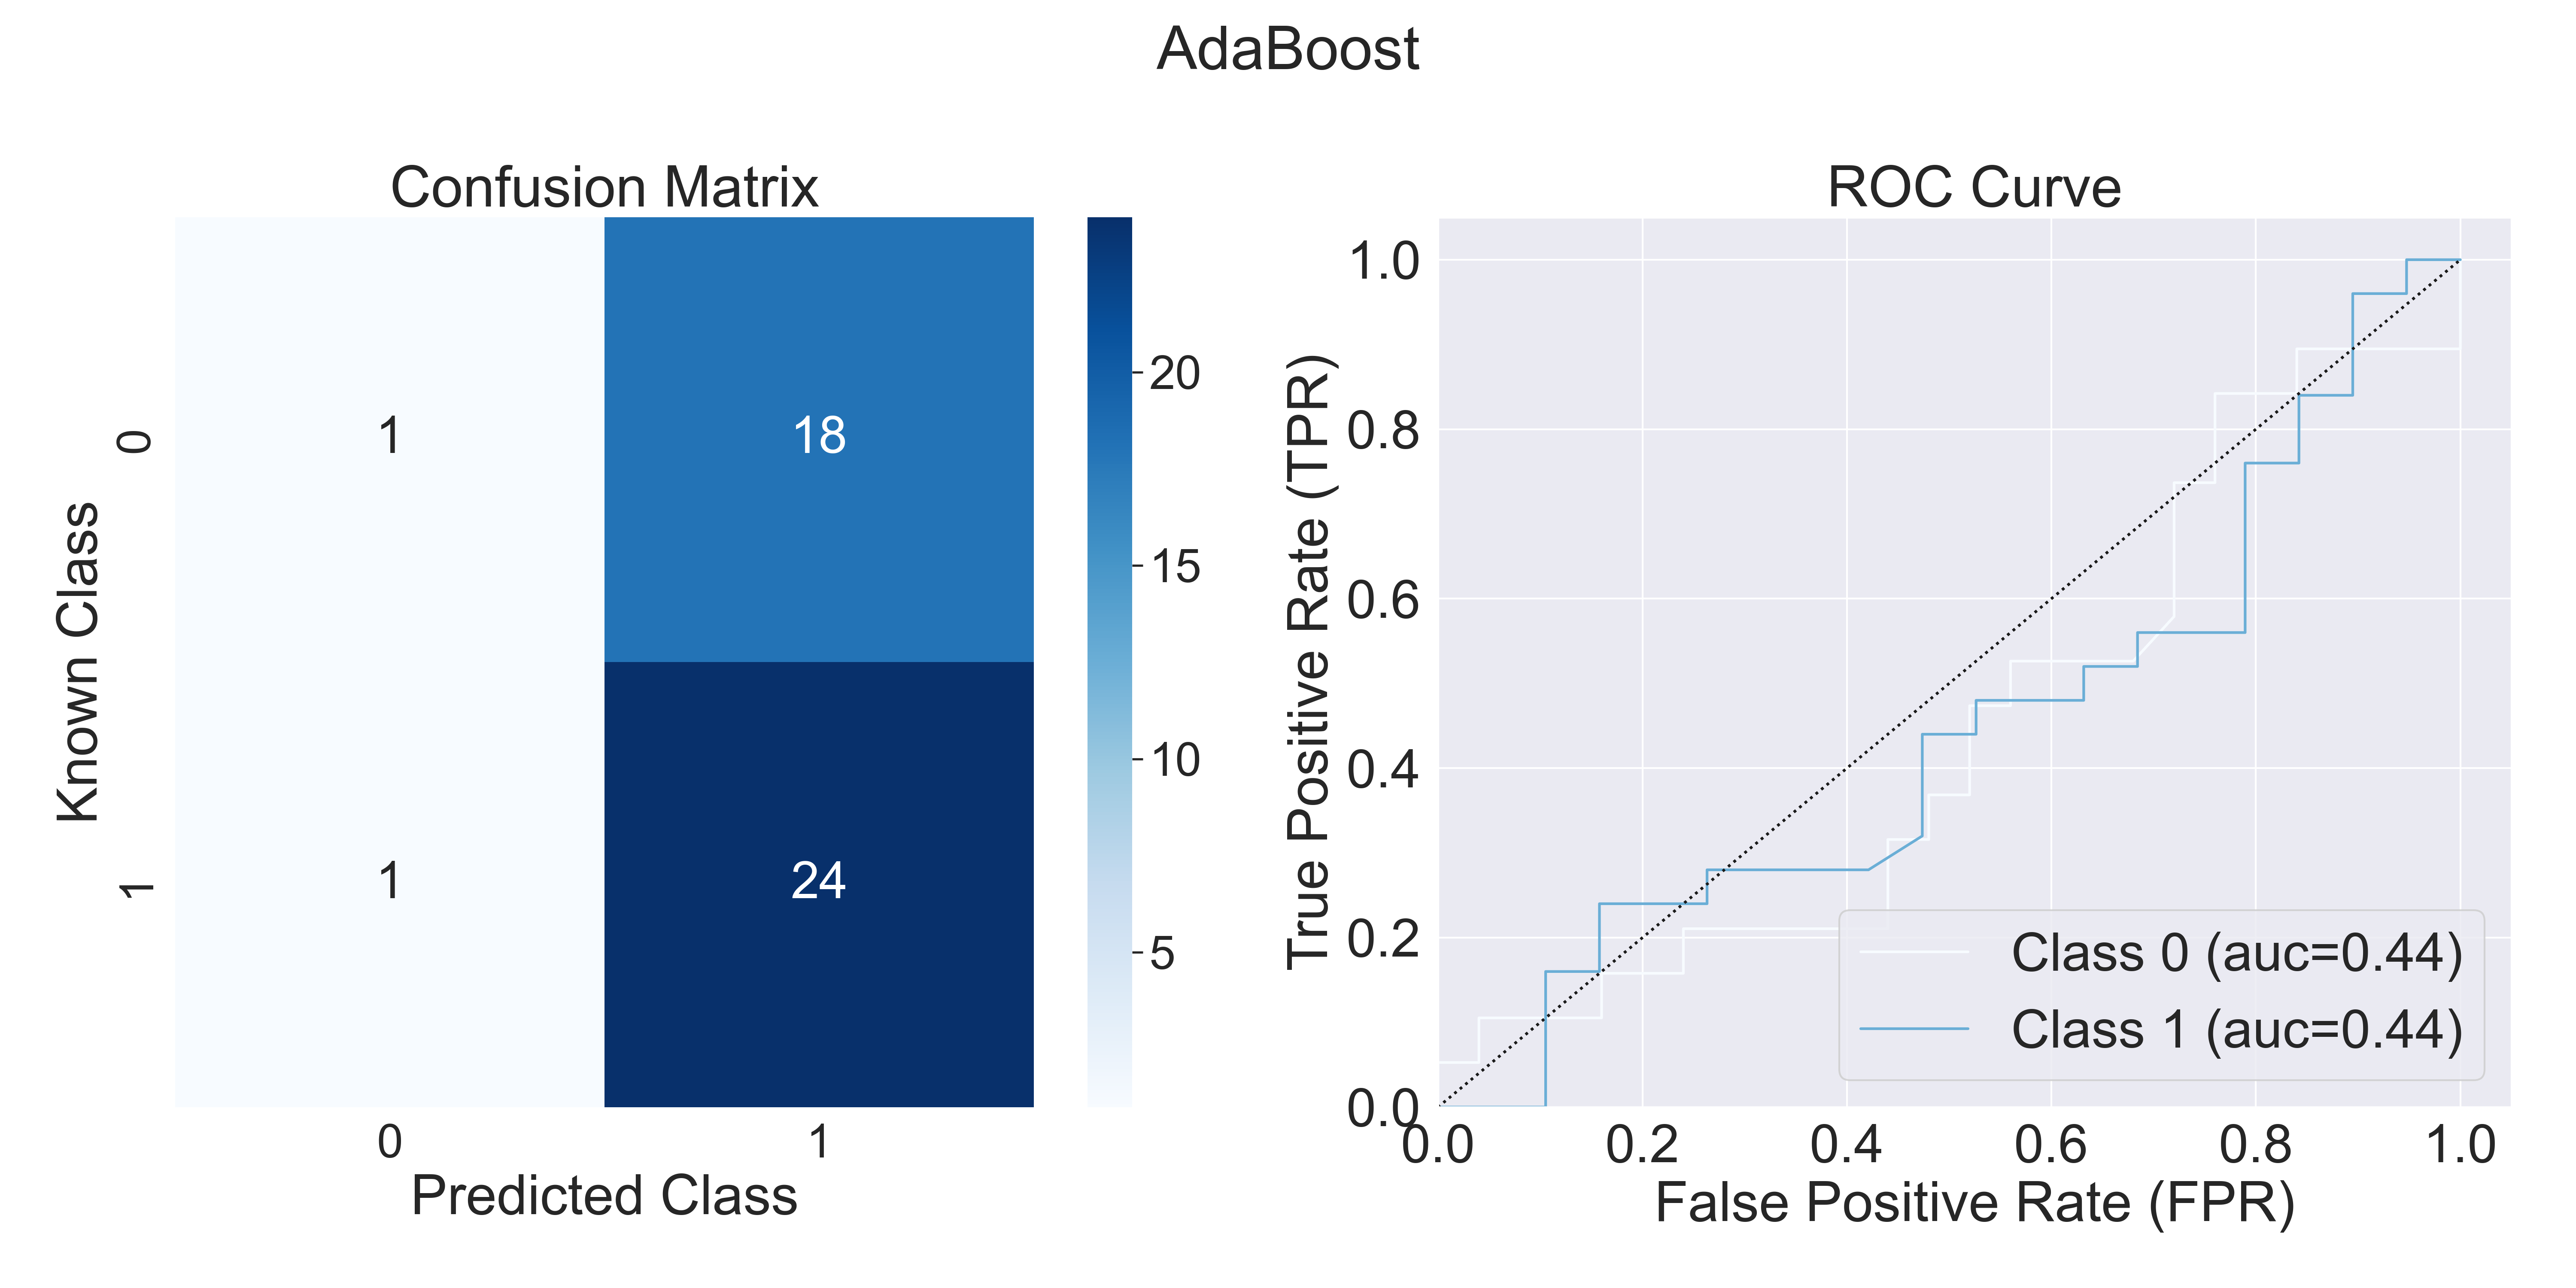 AdaBoost
Confusion Matrix
Known Class
0
1
1
18
1
24
0
1
Predicted Class
20
15
10
5
ROC Curve
True Positive Rate (TPR)
1.0
0.8
0.6
0.4
0.2
0.0
0.0
0.2
0.4
0.6
0.8
1.0
False Positive Rate (FPR)
Class 0 (auc=0.44)
Class 1 (auc=0.44)